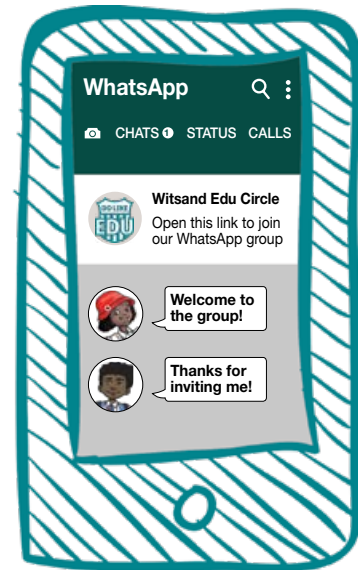 WhatsApp
CHATS 1 STATUS CALLS
Witsand Edu Circle
GO LIKE
EDU
Open this link to join
our WhatsApp group
Welcome to
the group!
Thanks for
inviting me!